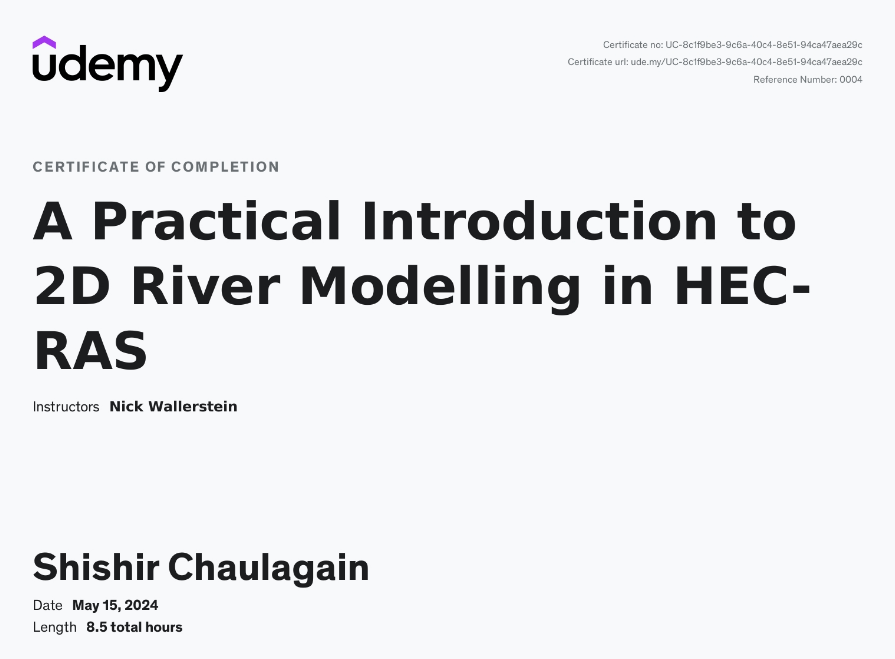 udemy
Certificate no: UC-8c1f9be3-9c6a-40c4-8e51-94ca47aea29c
Certificate url: ude.my/UC-8c1f9be3-9c6a-40c4-8e51-94ca47aea29c
Reference Number: 0004
CERTIFICATE OF COMPLETION
A Practical Introduction to
2D River Modelling in HEC-
RAS
Instructors Nick Wallerstein
Shishir Chaulagain
Date May 15, 2024
Length 8.5 total hours